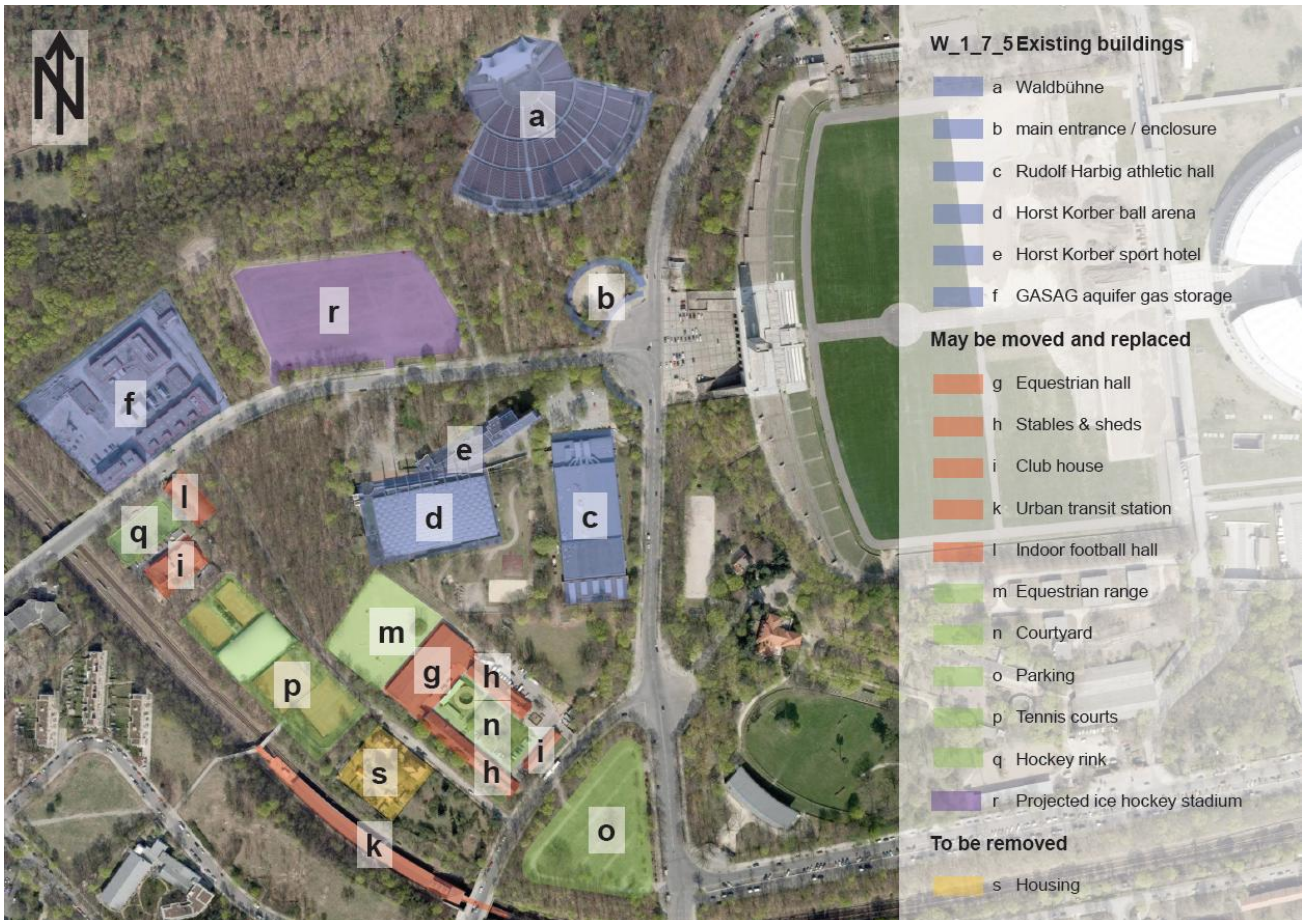 N
W_1_7_5 Existing buildings
a Waldbühne
b main entrance / enclosure
c Rudolf Harbig athletic hall
d Horst Korber ball arena
e Horst Korber sport hotel
f GASAG aquifer gas storage
May be moved and replaced
g Equestrian hall
h Stables & sheds
i Club house
k Urban transit station
l Indoor football hall
m Equestrian range
n Courtyard
o Parking
p Tennis courts
q Hockey rink
r Projected ice hockey stadium
To be removed
s Housing
a
b
r
f
e
l
d
c
q
i
m
g
h
p
n
i
s
h
o
k